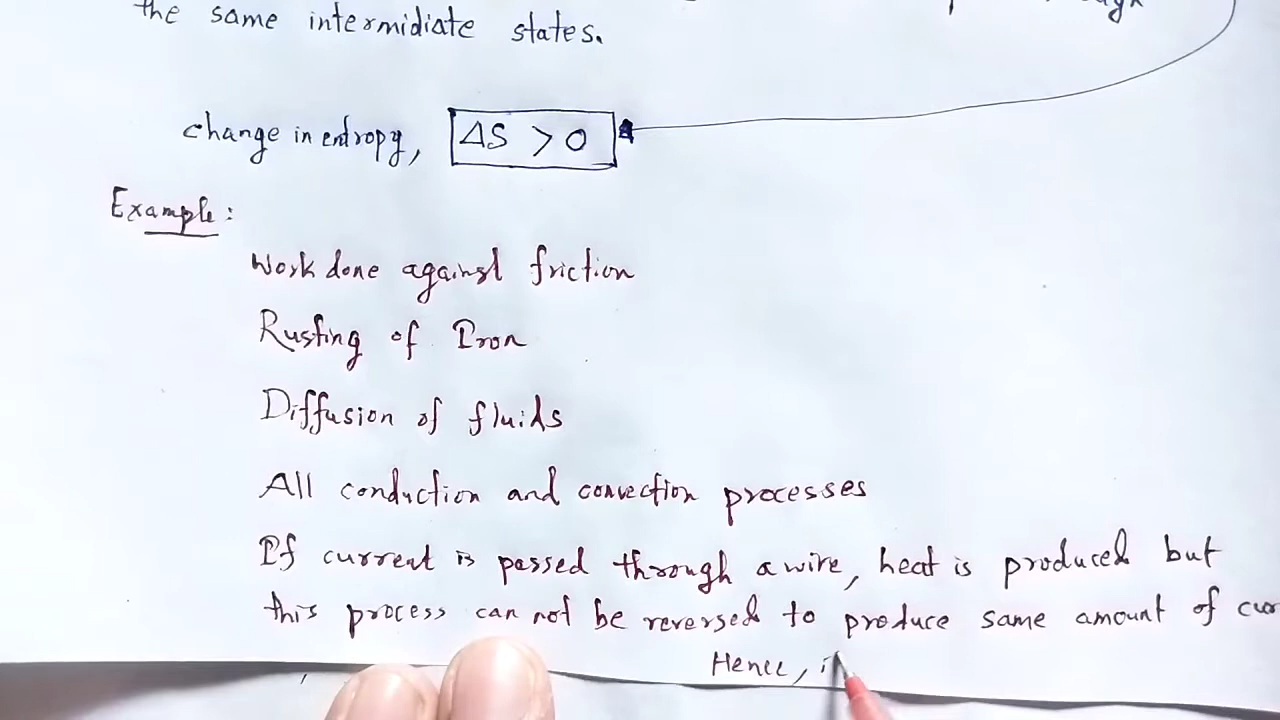 the same intermidiate states.
change in entropy, ΔS > 0
Example:
Work done against friction
Rusting of Iron
Diffusion of fluids
All conduction and convection processes
If current is passed through a wire, heat is produced but
this process can not be reversed to produce same amount of cur
Hence, i